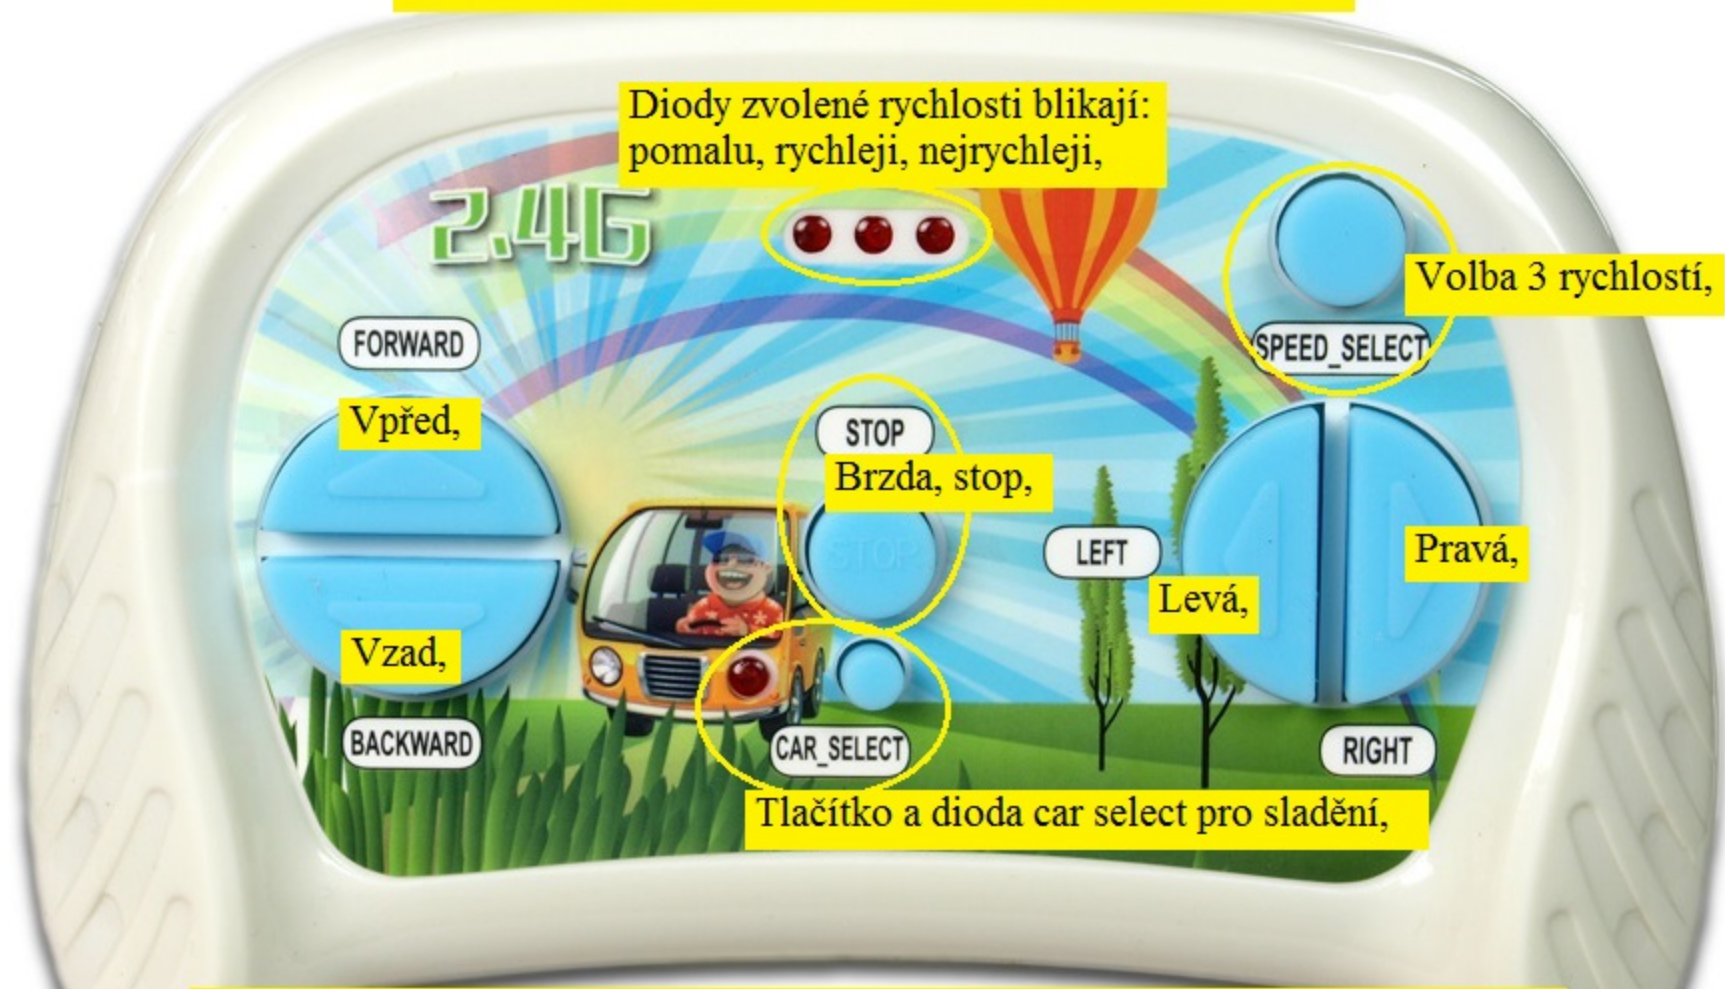 Diody zvolené rychlosti blikají:
pomalu, rychleji, nejrychleji,
2.4G
Volba 3 rychlostí,
FORWARD
SPEED_SELECT
Vpřed,
STOP
Brzda, stop,
STOP
LEFT
Pravá,
Levá,
Vzad,
BACKWARD
CAR_SELECT
RIGHT
Tlačítko a dioda car select pro sladění,